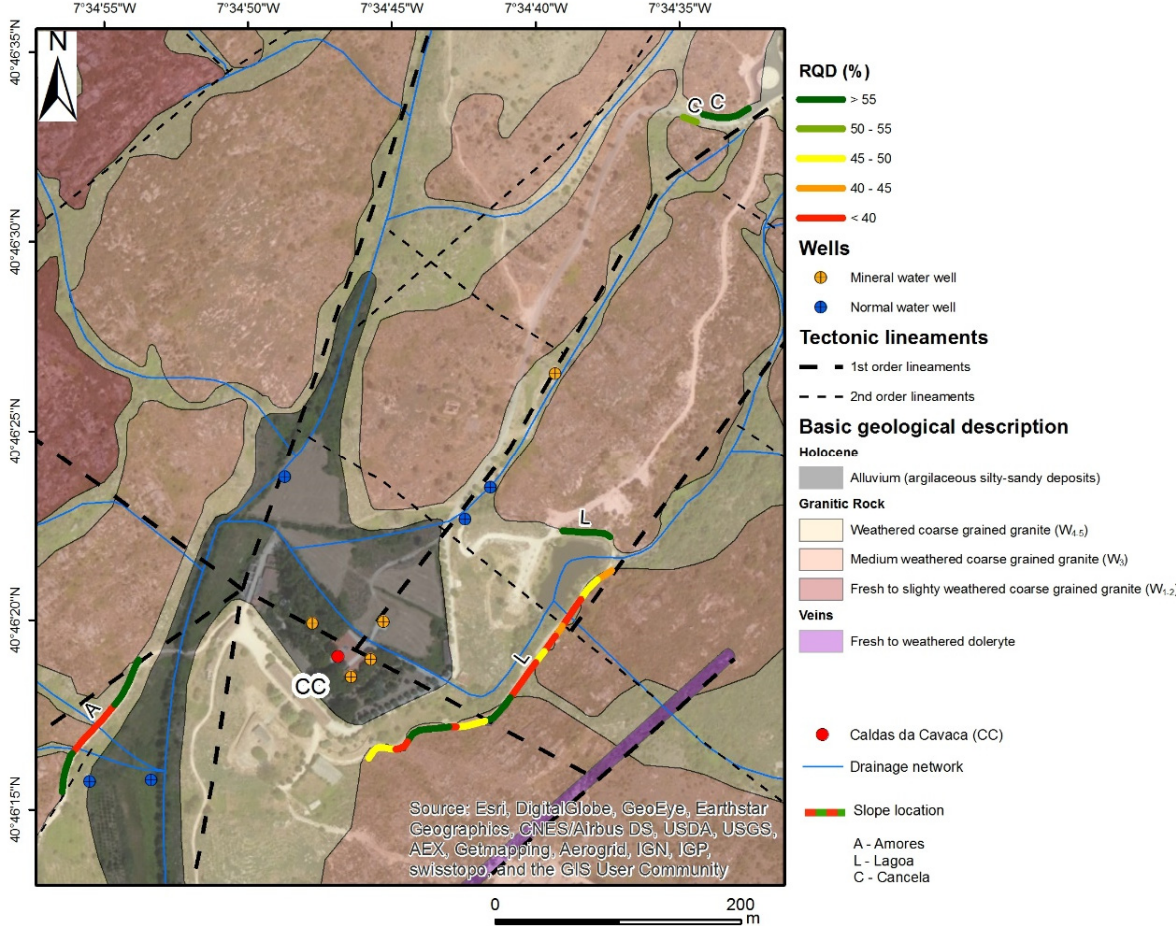 7°34'55"W
7°34'50"W
7°34'45"W
7°34'40"W
7°34'35"W
40°46'35"N
40°46'30"N
40°46'25"N
40°46'20"N
40°46'15"N
N
C C
L
L
A
CC
Source: Esri, DigitalGlobe, GeoEye, Earthstar
Geographics, CNES/Airbus DS, USDA, USGS,
AEX, Getmapping, Aerogrid, IGN, IGP,
swisstopo, and the GIS User Community
0
200
m
RQD (%)
> 55
50 - 55
45 - 50
40 - 45
< 40
Wells
Mineral water well
Normal water well
Tectonic lineaments
1st order lineaments
2nd order lineaments
Basic geological description
Holocene
Alluvium (argilaceous silty-sandy deposits)
Granitic Rock
Weathered coarse grained granite (W4-5)
Medium weathered coarse grained granite (W3)
Fresh to slighty weathered coarse grained granite (W1-2)
Veins
Fresh to weathered doleryte
Caldas da Cavaca (CC)
Drainage network
Slope location
A - Amores
L - Lagoa
C - Cancela